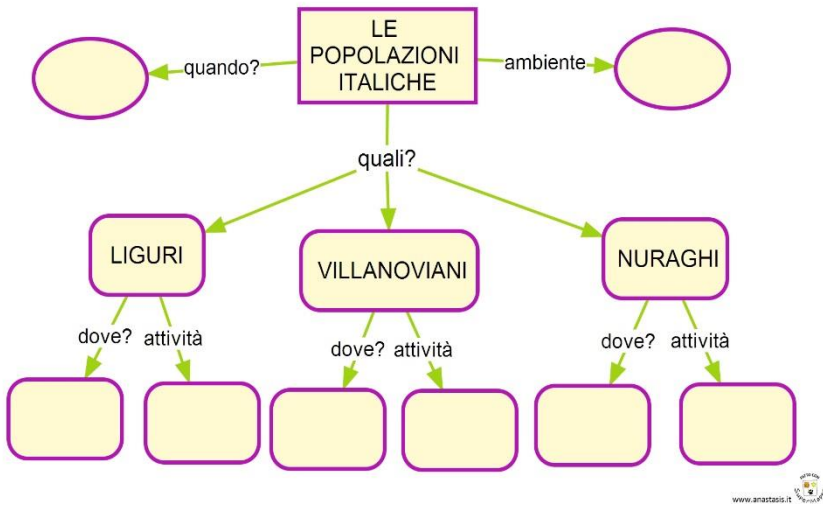 LE
POPOLAZIONI
ITALICHE
quando?
ambiente
quali?
LIGURI
VILLANOVIANI
NURAGHI
dove? attività
dove? attività
dove? attività
www.anastasis.it